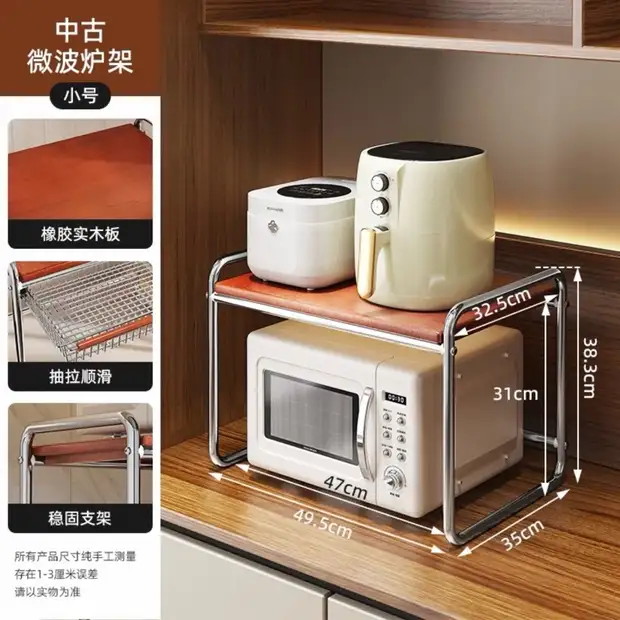 中古
微波炉架
小号
橡胶实木板
抽拉顺滑
稳固支架
所有产品尺寸纯手工测量
存在1-3厘米误差
请以实物为准
32.5cm
38.3cm
31cm
47cm
49.5cm
35cm
00:30